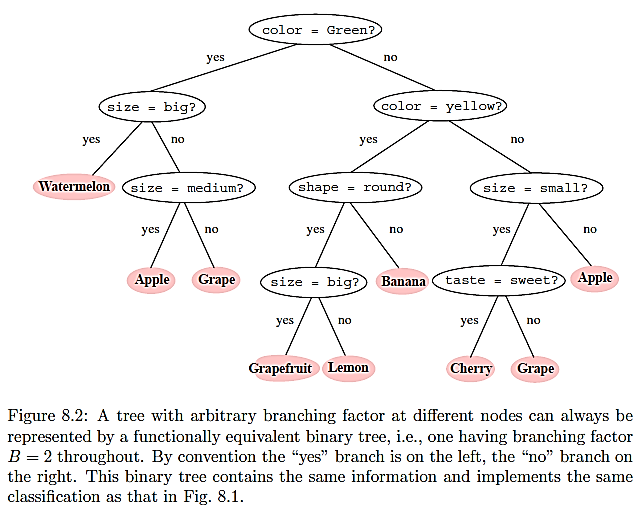 color = Green?
yes
no
size = big?
color = yellow?
yes
no
yes
no
Watermelon
size = medium?
shape = round?
size = small?
yes
no
yes
no
yes
no
Apple
Grape
size = big?
Banana
taste = sweet?
Apple
yes
no
yes
no
Grapefruit
Lemon
Cherry
Grape
Figure 8.2: A tree with arbitrary branching factor at different nodes can always be
represented by a functionally equivalent binary tree, i.e., one having branching factor
B = 2 throughout. By convention the “yes” branch is on the left, the “no” branch on
the right. This binary tree contains the same information and implements the same
classification as that in Fig. 8.1.